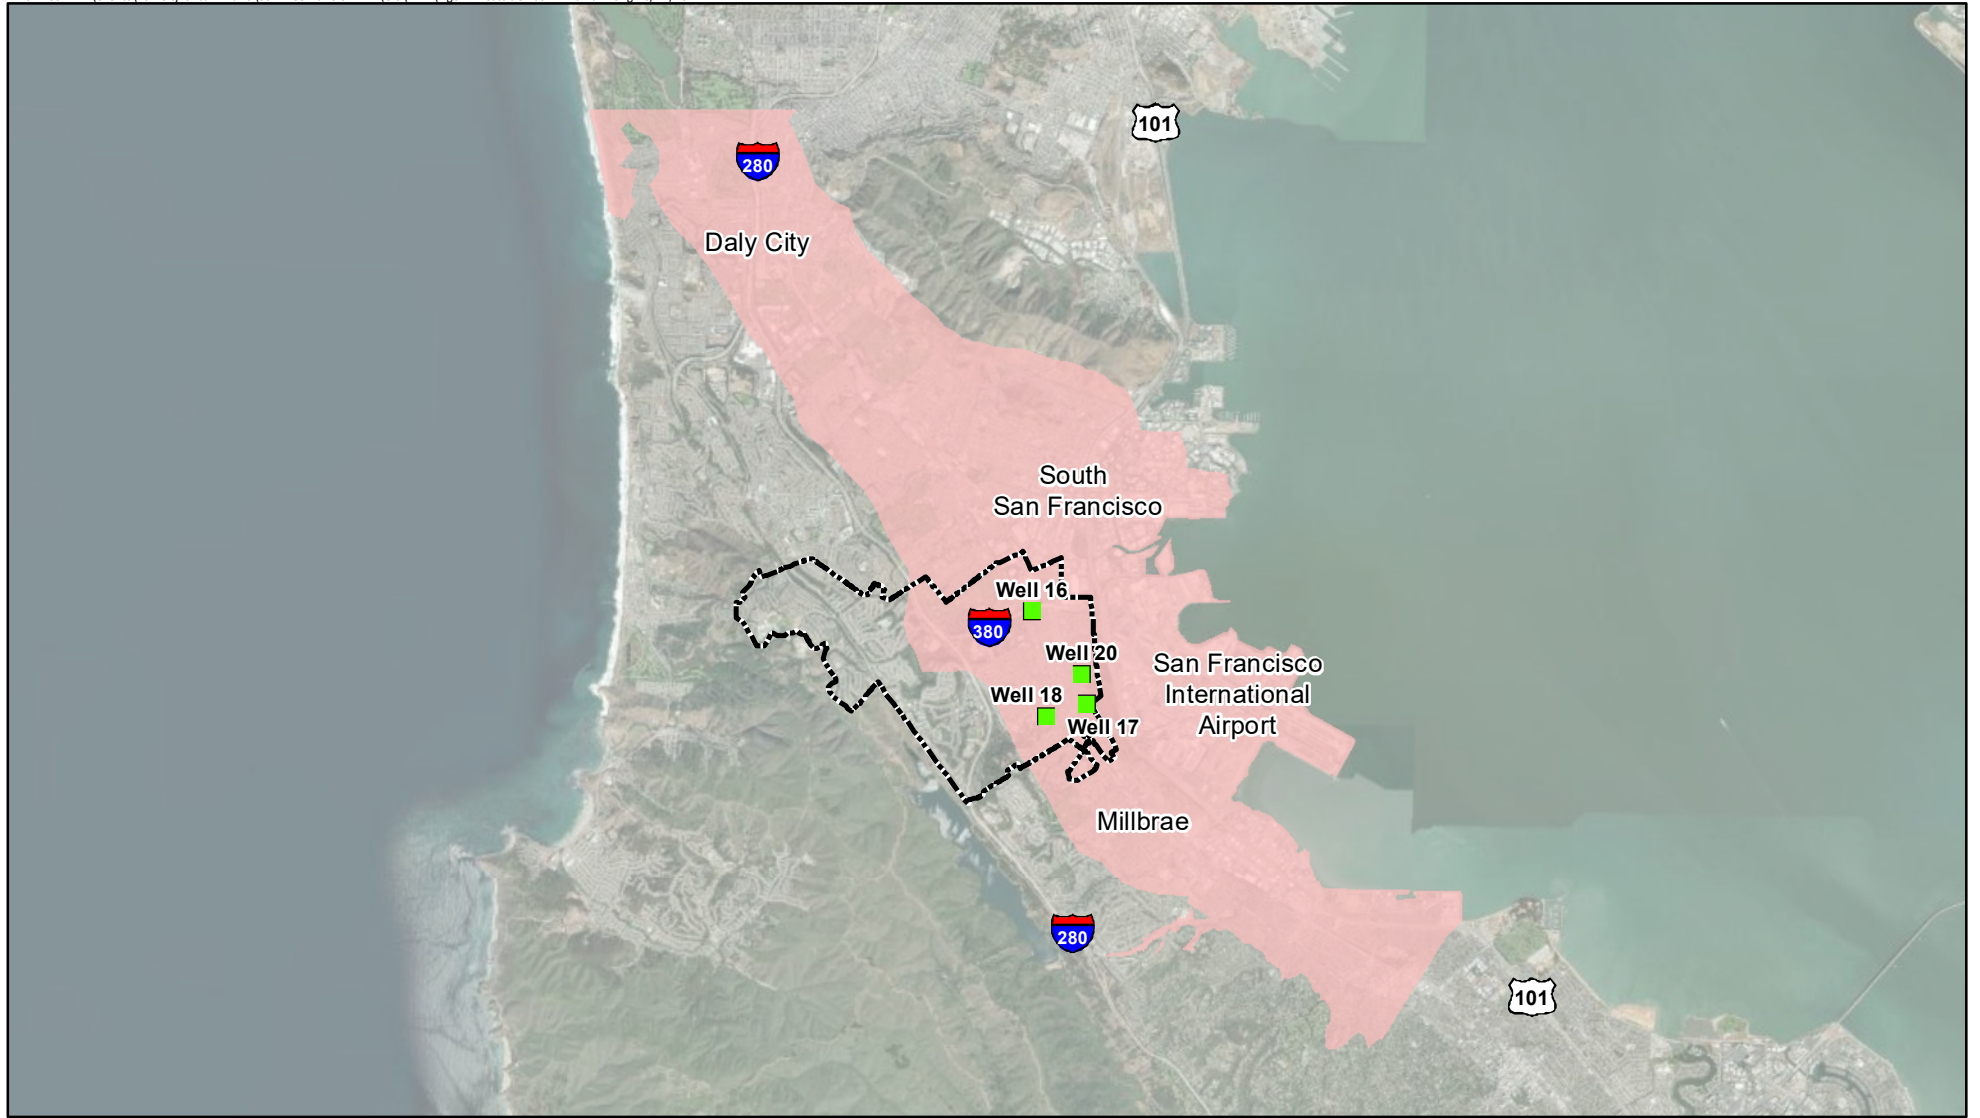 101
280
Daly City
South
San Francisco
Well 16
380
Well 20
San Francisco
International
Airport
Well 18
Well 17
Millbrae
280
101